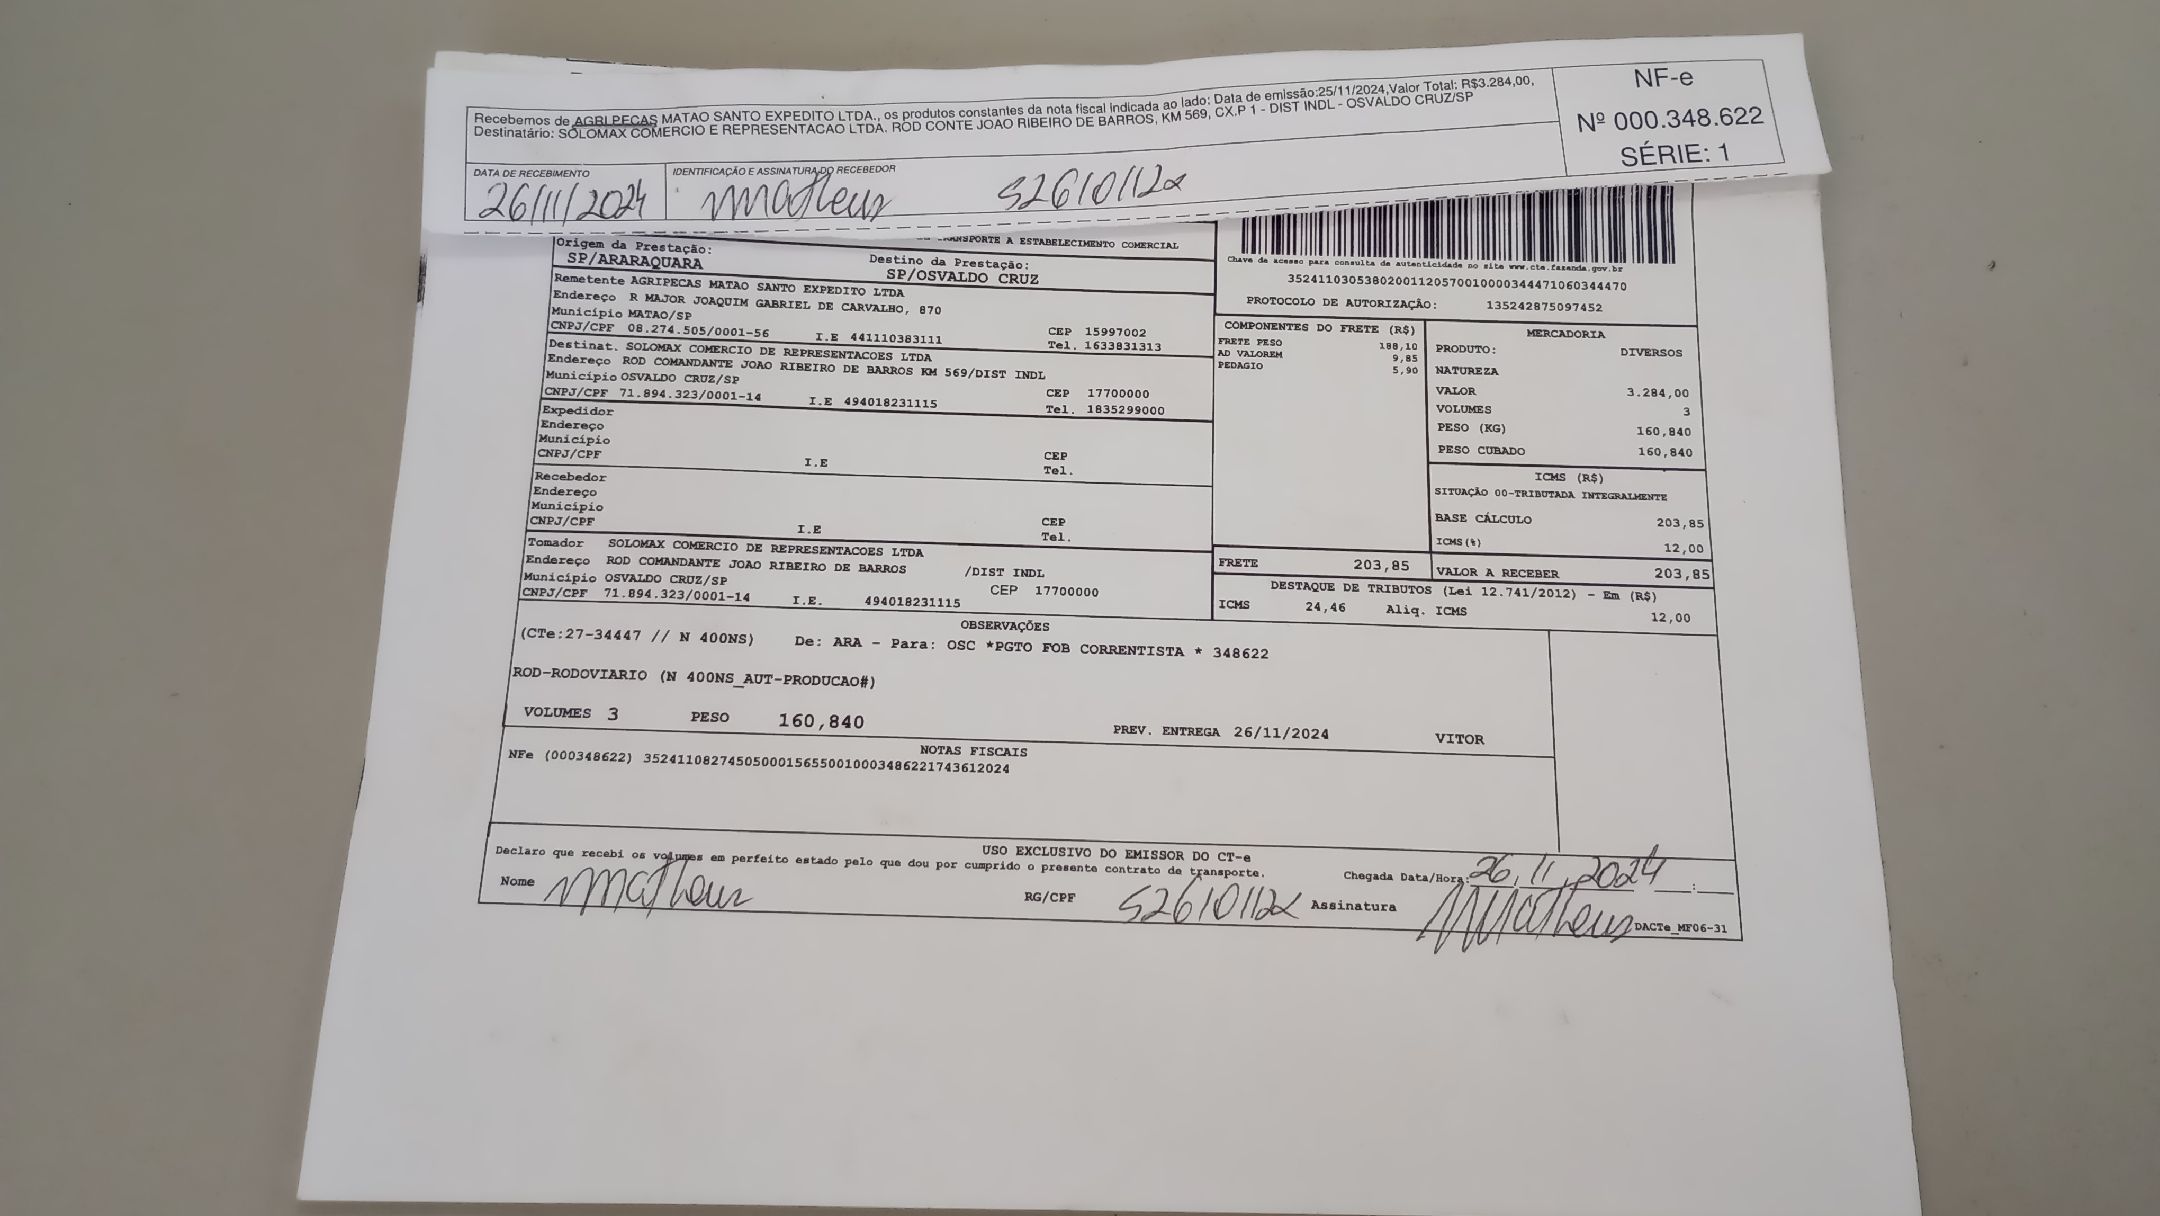 Recebemos de AGRI PECAS MATAO SANTO EXPEDITO LTDA., os produtos constantes da nota fiscal indicada ao lado: Data de emissão:25/11/2024,Valor Total: R$3.284,00,
Destinatário: SOLOMAX COMERCIO E REPRESENTACAO LTDA. ROD CONTE JOAO RIBEIRO DE BARROS, KM 569, CX.P 1 - DIST INDL - OSVALDO CRUZ/SP
NF-e
Nº 000.348.622
SÉRIE: 1
DATA DE RECEBIMENTO
26/11/2024
IDENTIFICAÇÃO E ASSINATURA DO RECEBEDOR
Matheus 52610112x
TRANSPORTE A ESTABELECIMENTO COMERCIAL
Origem da Prestação:
SP/ARARAQUARA
Destino da Prestação:
SP/OSVALDO CRUZ
Chave de acesso para consulta de autenticidade no site www.cte.fazenda.gov.br
35241103053802001120570010000344471060344470
PROTOCOLO DE AUTORIZAÇÃO: 135242875097452
Remetente AGRIPECAS MATAO SANTO EXPEDITO LTDA
Endereço R MAJOR JOAQUIM GABRIEL DE CARVALHO, 870
Município MATAO/SP CEP 15997002
CNPJ/CPF 08.274.505/0001-56 I.E 441110383111 Tel. 1633831313
Destinat. SOLOMAX COMERCIO DE REPRESENTACOES LTDA
Endereço ROD COMANDANTE JOAO RIBEIRO DE BARROS KM 569/DIST INDL
Município OSVALDO CRUZ/SP CEP 17700000
CNPJ/CPF 71.894.323/0001-14 I.E 494018231115 Tel. 1835299000
Expedidor
Endereço
Município CEP
CNPJ/CPF I.E Tel.
Recebedor
Endereço
Município CEP
CNPJ/CPF I.E Tel.
Tomador SOLOMAX COMERCIO DE REPRESENTACOES LTDA
Endereço ROD COMANDANTE JOAO RIBEIRO DE BARROS /DIST INDL
Município OSVALDO CRUZ/SP CEP 17700000
CNPJ/CPF 71.894.323/0001-14 I.E. 494018231115
COMPONENTES DO FRETE (R$)
FRETE PESO 188,10
AD VALOREM 9,85
PEDAGIO 5,90
FRETE 203,85
MERCADORIA
PRODUTO: DIVERSOS
NATUREZA
VALOR 3.284,00
VOLUMES 3
PESO (KG) 160,840
PESO CUBADO 160,840
ICMS (R$)
SITUAÇÃO 00-TRIBUTADA INTEGRALMENTE
BASE CÁLCULO 203,85
ICMS(%) 12,00
VALOR A RECEBER 203,85
DESTAQUE DE TRIBUTOS (Lei 12.741/2012) - Em (R$)
ICMS 24,46 Aliq. ICMS 12,00
OBSERVAÇÕES
(CTe:27-34447 // N 400NS) De: ARA - Para: OSC *PGTO FOB CORRENTISTA * 348622
ROD-RODOVIARIO (N 400NS_AUT-PRODUCAO#)
VOLUMES 3 PESO 160,840 PREV. ENTREGA 26/11/2024 VITOR
NOTAS FISCAIS
NFe (000348622) 35241108274505000156550010003486221743612024
USO EXCLUSIVO DO EMISSOR DO CT-e
Declaro que recebi os volumes em perfeito estado pelo que dou por cumprido o presente contrato de transporte. Chegada Data/Hora: 26,11,2024 __:__
Nome Matheus RG/CPF 52610112x Assinatura Matheus DACTe_MF06-31